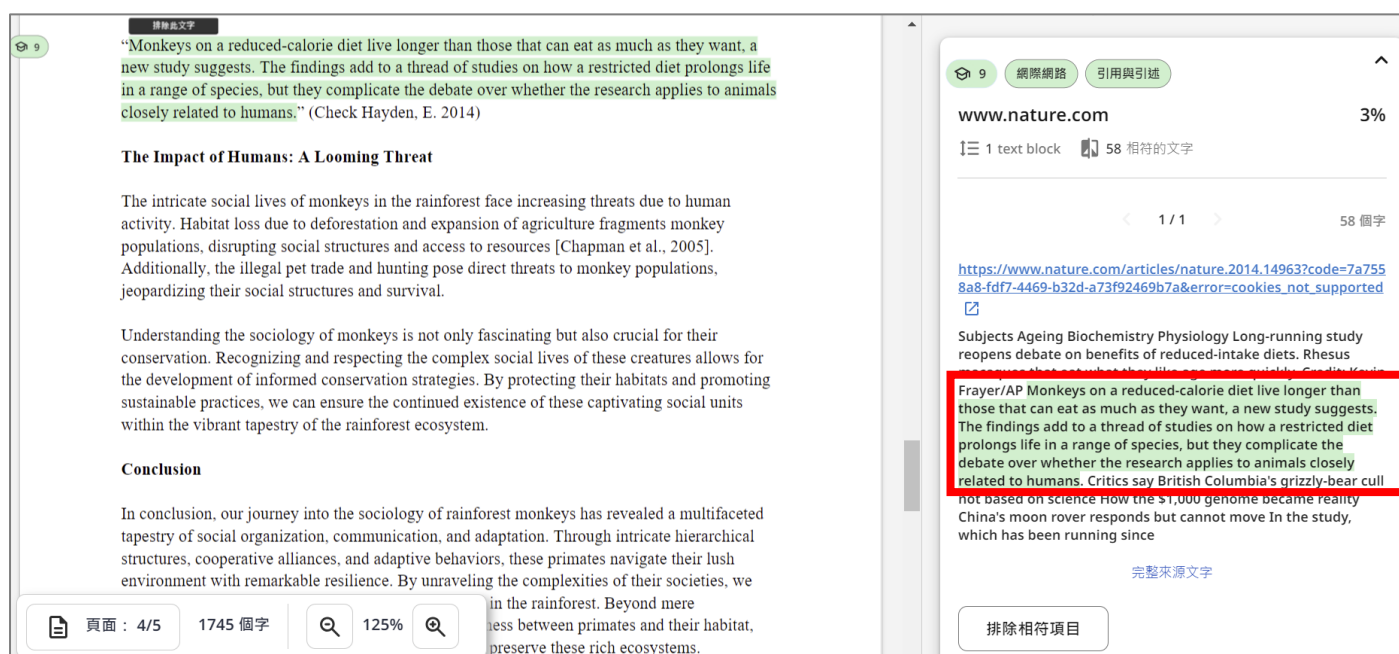 排除此文字
9
“Monkeys on a reduced-calorie diet live longer than those that can eat as much as they want, a
new study suggests. The findings add to a thread of studies on how a restricted diet prolongs life
in a range of species, but they complicate the debate over whether the research applies to animals
closely related to humans.” (Check Hayden, E. 2014)
The Impact of Humans: A Looming Threat
The intricate social lives of monkeys in the rainforest face increasing threats due to human
activity. Habitat loss due to deforestation and expansion of agriculture fragments monkey
populations, disrupting social structures and access to resources [Chapman et al., 2005].
Additionally, the illegal pet trade and hunting pose direct threats to monkey populations,
jeopardizing their social structures and survival.
Understanding the sociology of monkeys is not only fascinating but also crucial for their
conservation. Recognizing and respecting the complex social lives of these creatures allows for
the development of informed conservation strategies. By protecting their habitats and promoting
sustainable practices, we can ensure the continued existence of these captivating social units
within the vibrant tapestry of the rainforest ecosystem.
Conclusion
In conclusion, our journey into the sociology of rainforest monkeys has revealed a multifaceted
tapestry of social organization, communication, and adaptation. Through intricate hierarchical
structures, cooperative alliances, and adaptive behaviors, these primates navigate their lush
environment with remarkable resilience. By unraveling the complexities of their societies, we
in the rainforest. Beyond mere
ness between primates and their habitat,
preserve these rich ecosystems.
頁面： 4/5 1745 個字 125%
9 網際網路 引用與引述
www.nature.com 3%
1 text block 58 相符的文字
1 / 1 58 個字
https://www.nature.com/articles/nature.2014.14963?code=7a755
8a8-fdf7-4469-b32d-a73f92469b7a&error=cookies_not_supported
Subjects Ageing Biochemistry Physiology Long-running study
reopens debate on benefits of reduced-intake diets. Rhesus
macaques that eat what they like age more quickly. Credit: Kevin
Frayer/AP Monkeys on a reduced-calorie diet live longer than
those that can eat as much as they want, a new study suggests.
The findings add to a thread of studies on how a restricted diet
prolongs life in a range of species, but they complicate the
debate over whether the research applies to animals closely
related to humans. Critics say British Columbia's grizzly-bear cull
not based on science How the $1,000 genome became reality
China's moon rover responds but cannot move In the study,
which has been running since
完整來源文字
排除相符項目